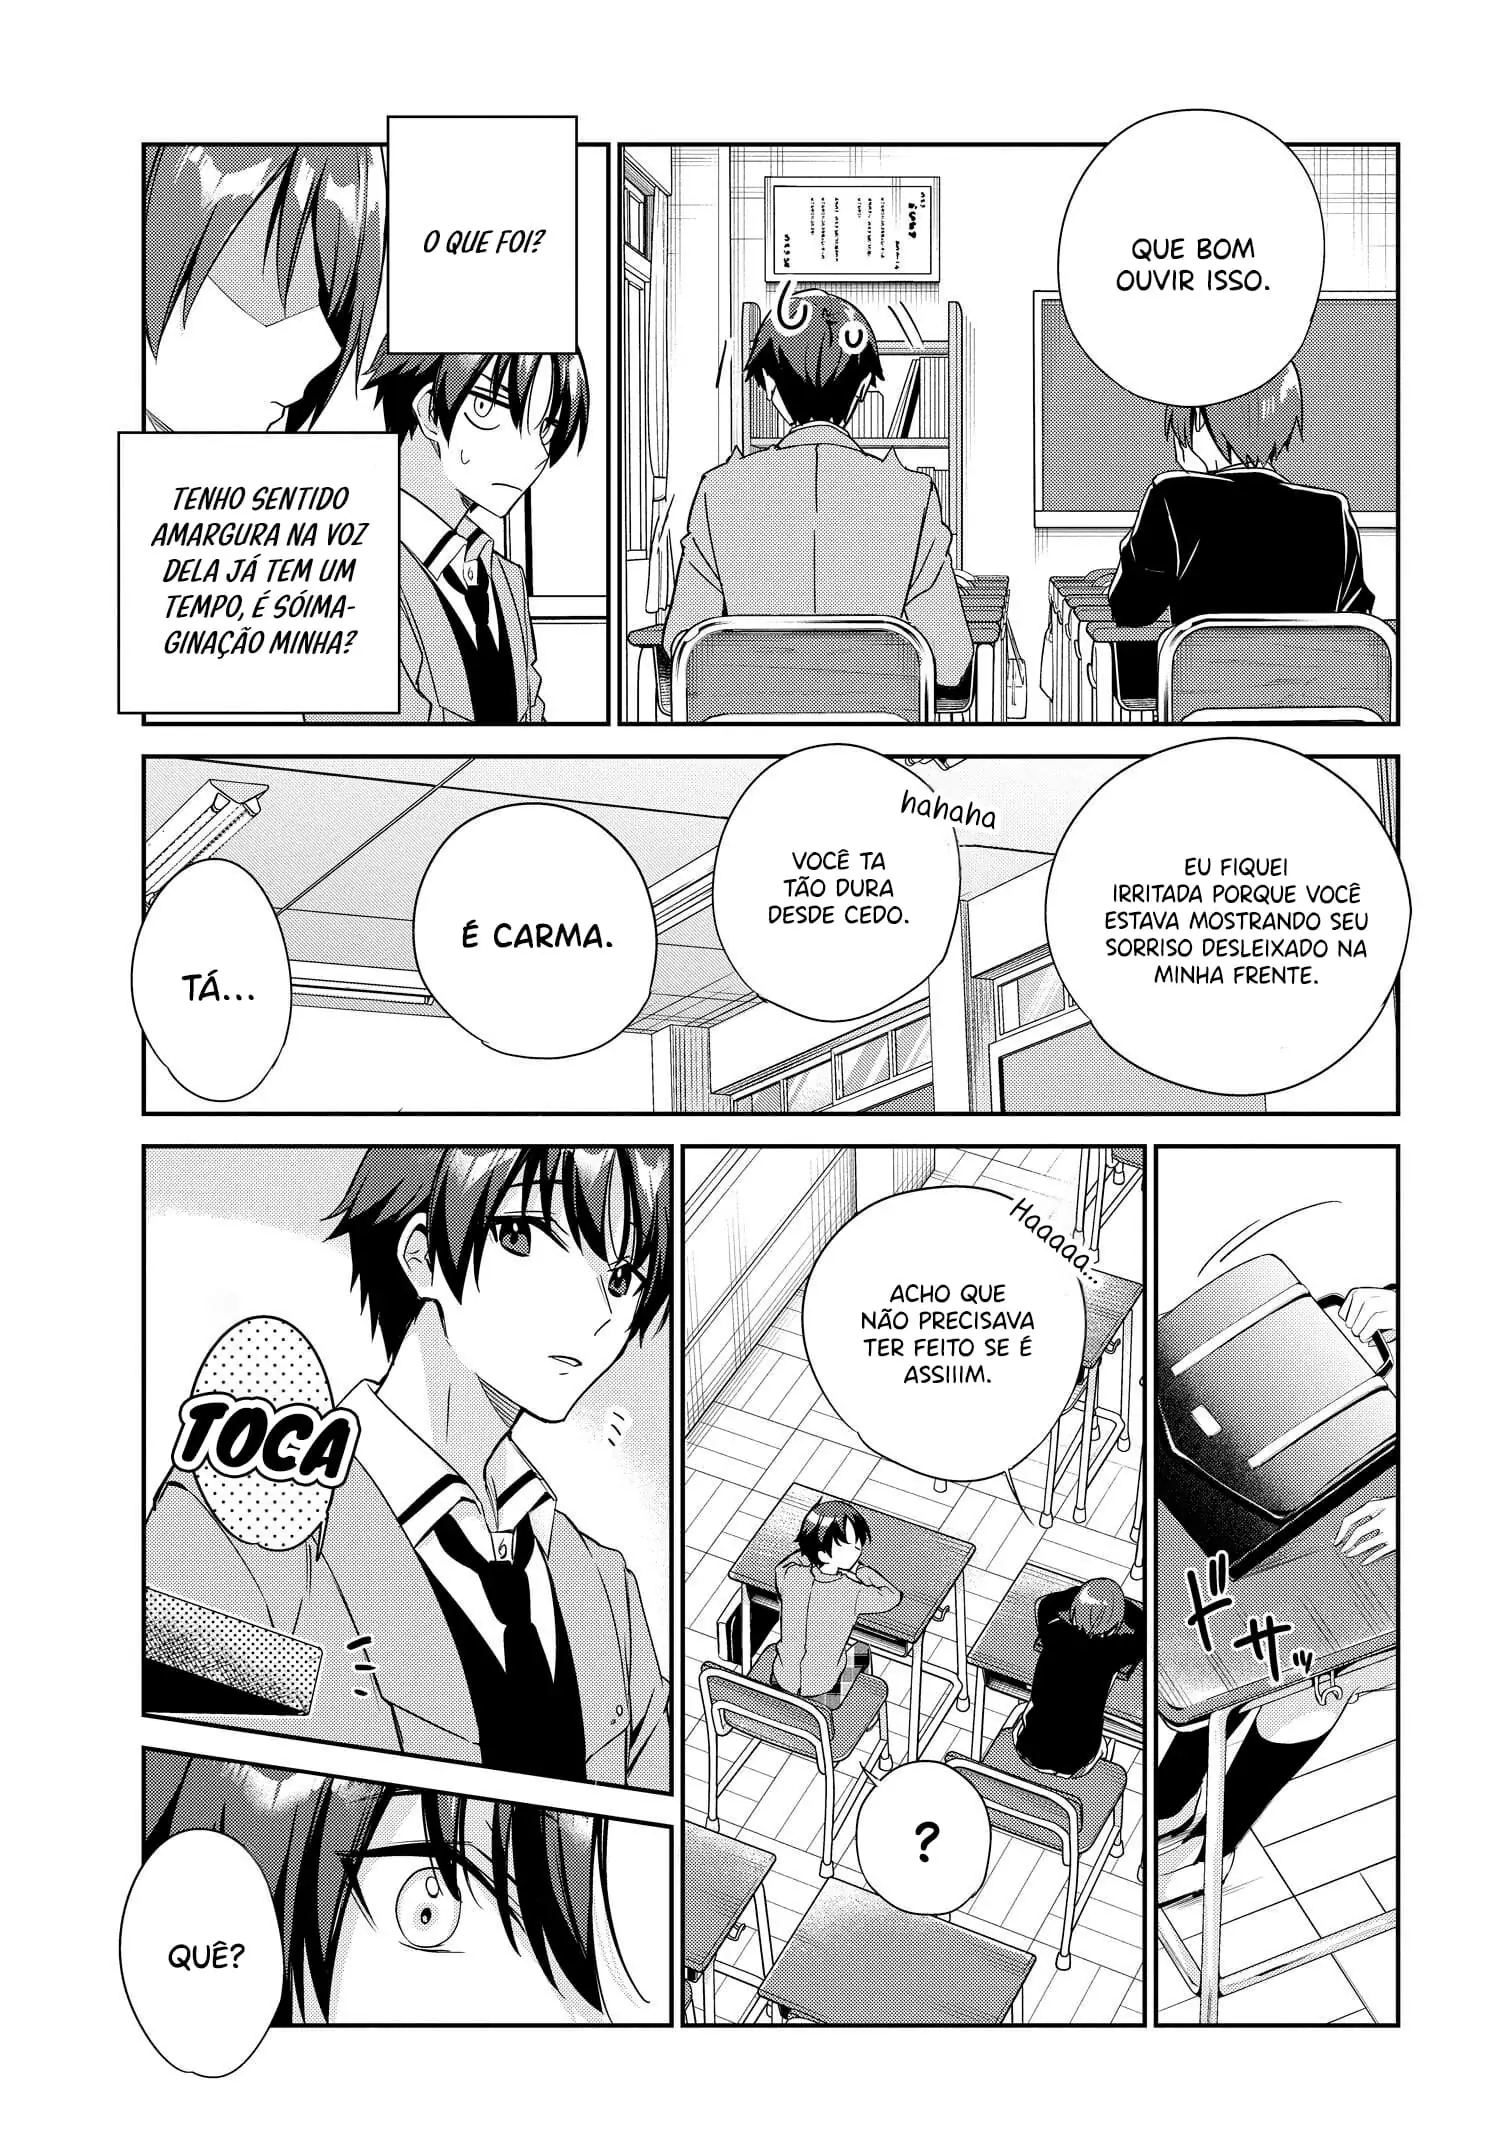 QUE BOM
OUVIR ISSO.
O QUE FOI?
TENHO SENTIDO
AMARGURA NA VOZ
DELA JÁ TEM UM
TEMPO, É SÓIMA-
GINAÇÃO MINHA?
EU FIQUEI
IRRITADA PORQUE VOCÊ
ESTAVA MOSTRANDO SEU
SORRISO DESLEIXADO NA
MINHA FRENTE.
hahaha
VOCÊ TA
TÃO DURA
DESDE CEDO.
É CARMA.
TÁ...
ドサッ
Haaaaa...
ACHO QUE
NÃO PRECISAVA
TER FEITO SE É
ASSIIIM.
?
TOCA
QUÊ?